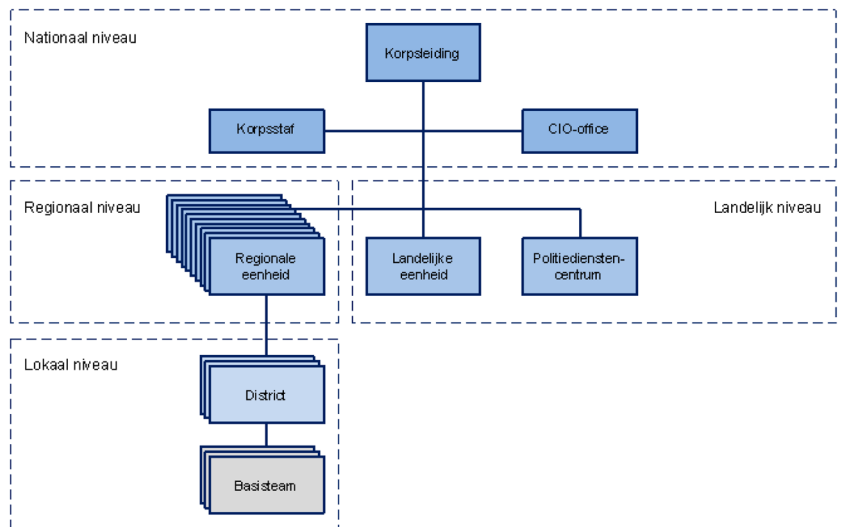 Nationaal niveau
Korpsleiding
Korpsstaf
CIO-office
Regionaal niveau
Landelijk niveau
Regionale
eenheid
Landelijke
eenheid
Politiediensten-
centrum
Lokaal niveau
District
Basisteam